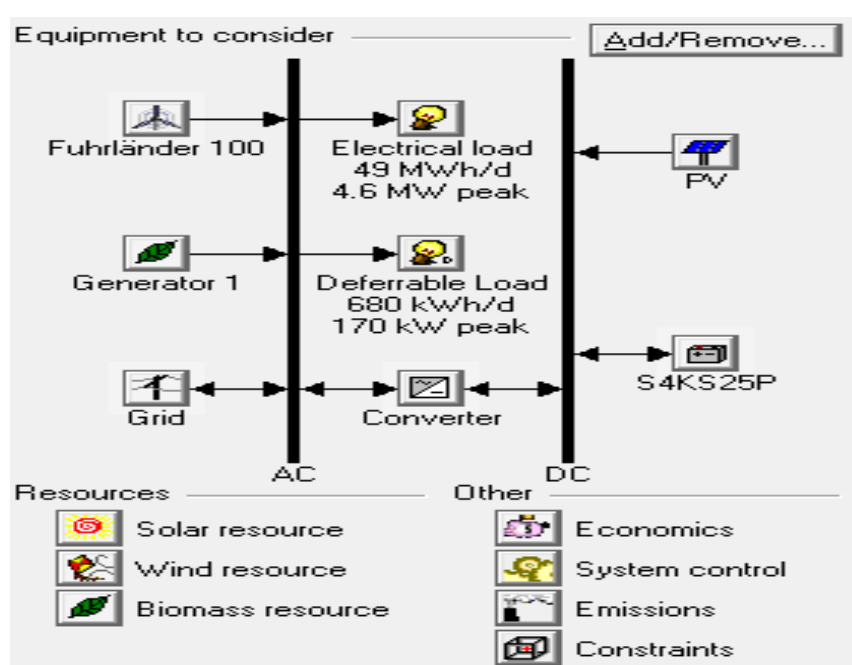 Equipment to consider
Add/Remove...
Fuhrländer 100
Electrical load
49 MWh/d
4.6 MW peak
PV
Generator 1
Deferrable Load
680 kWh/d
170 kW peak
S4KS25P
Grid
Converter
AC
DC
Resources
Other
Solar resource
Economics
Wind resource
System control
Biomass resource
Emissions
Constraints